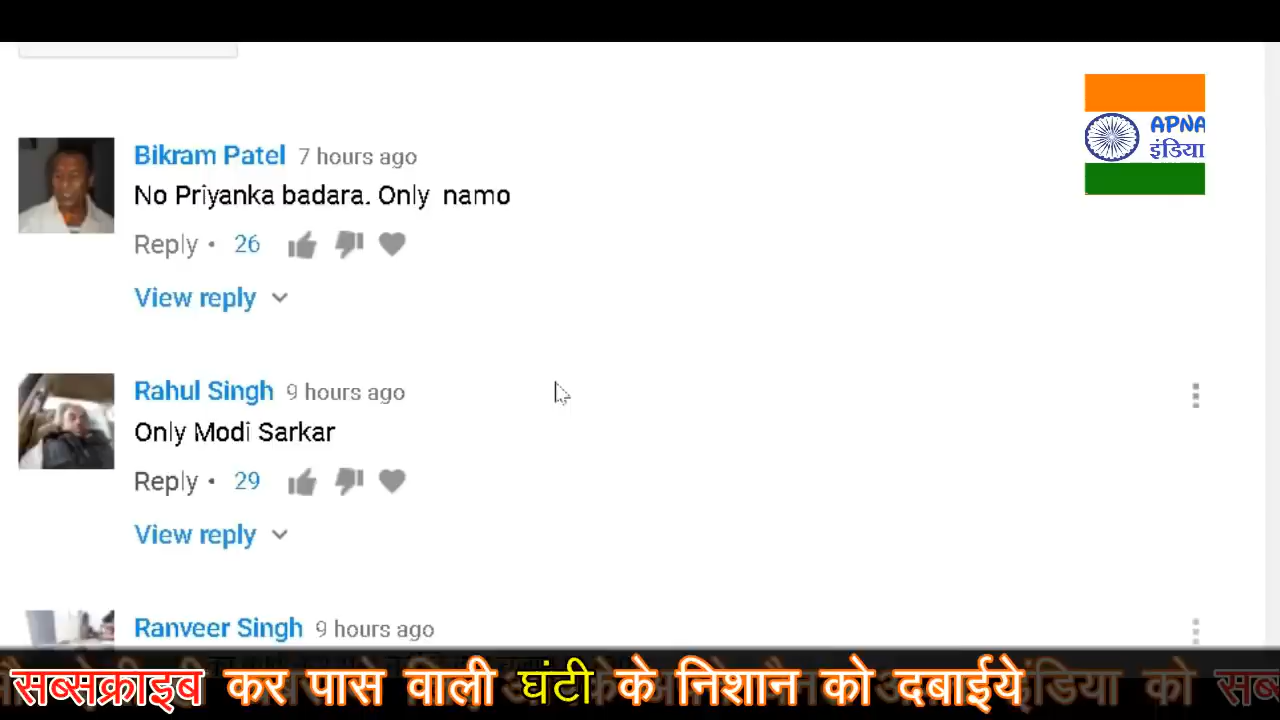 APNA
इंडिया
Bikram Patel 7 hours ago
No Priyanka badara. Only namo
Reply • 26
View reply
Rahul Singh 9 hours ago
Only Modi Sarkar
Reply • 29
View reply
Ranveer Singh 9 hours ago
सब्सक्राइब कर पास वाली घंटी के निशान को दबाईये
इंडिया को